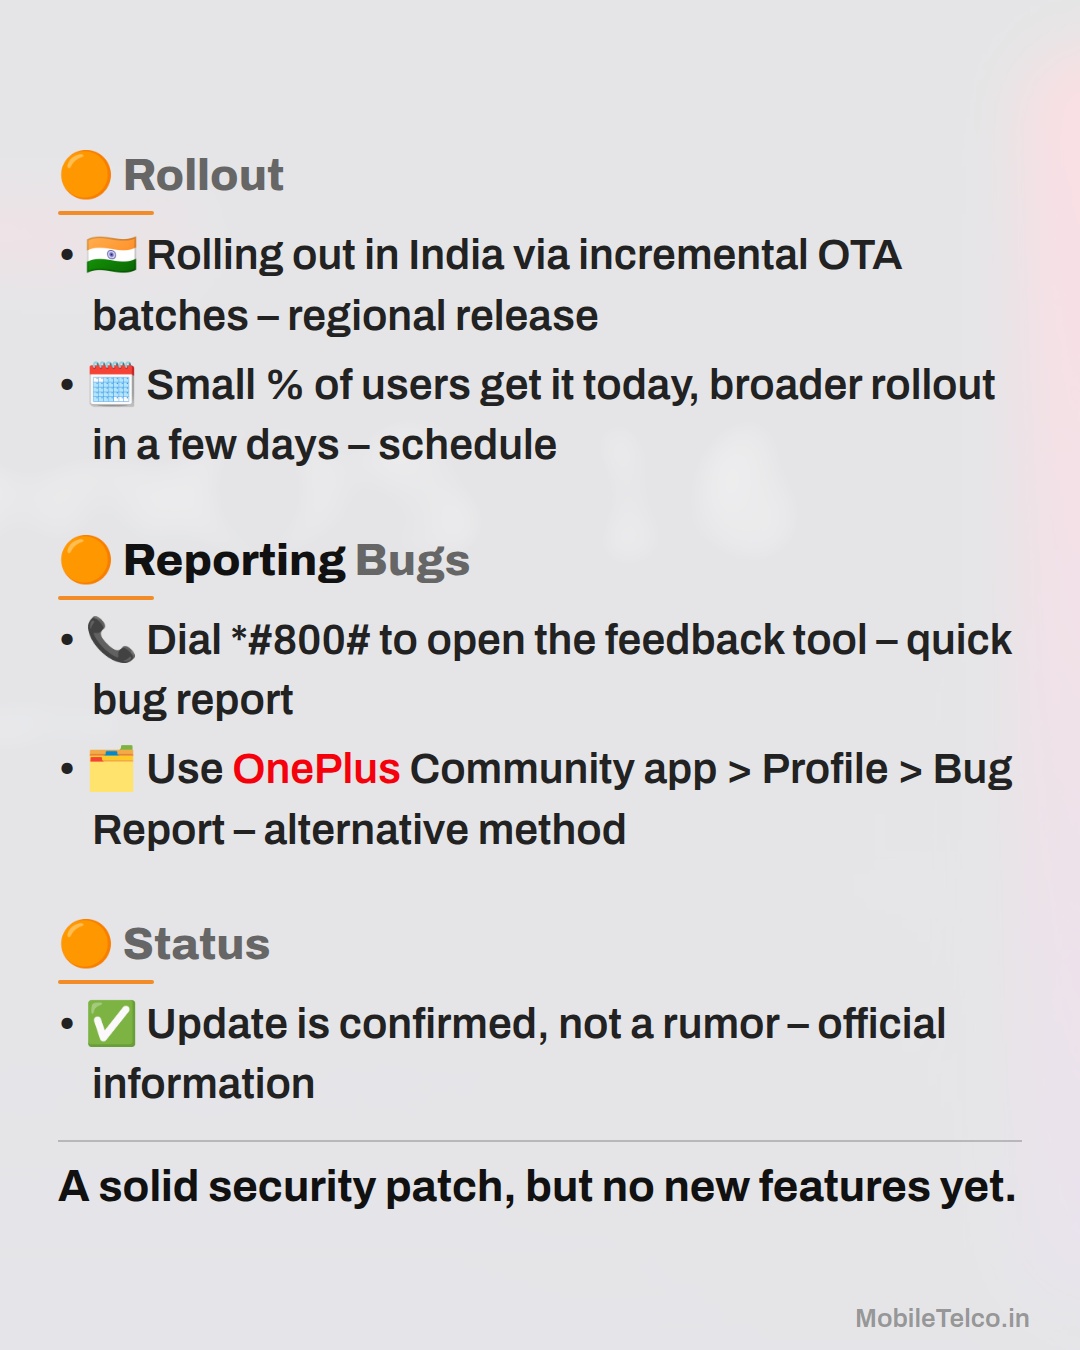 🟠 Rollout
• 🇮🇳 Rolling out in India via incremental OTA
batches – regional release
• 🗓️ Small % of users get it today, broader rollout
in a few days – schedule
🟠 Reporting Bugs
• 📞 Dial *#800# to open the feedback tool – quick
bug report
• 🗂️ Use OnePlus Community app > Profile > Bug
Report – alternative method
🟠 Status
• ✅ Update is confirmed, not a rumor – official
information
A solid security patch, but no new features yet.
MobileTelco.in